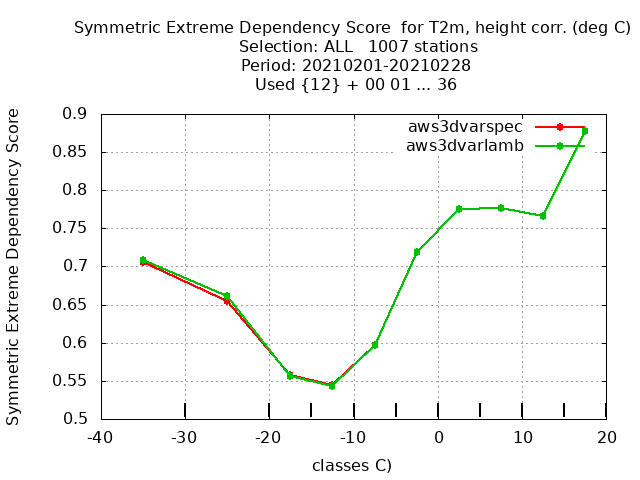 Symmetric Extreme Dependency Score  for T2m, height corr. (deg C)
Selection: ALL   1007 stations
Period: 20210201-20210228
Used {12} + 00 01 ... 36
Symmetric Extreme Dependency Score
0.9
0.85
0.8
0.75
0.7
0.65
0.6
0.55
0.5
aws3dvarspec
aws3dvarlamb
-40 -30 -20 -10 0 10 20
classes C)